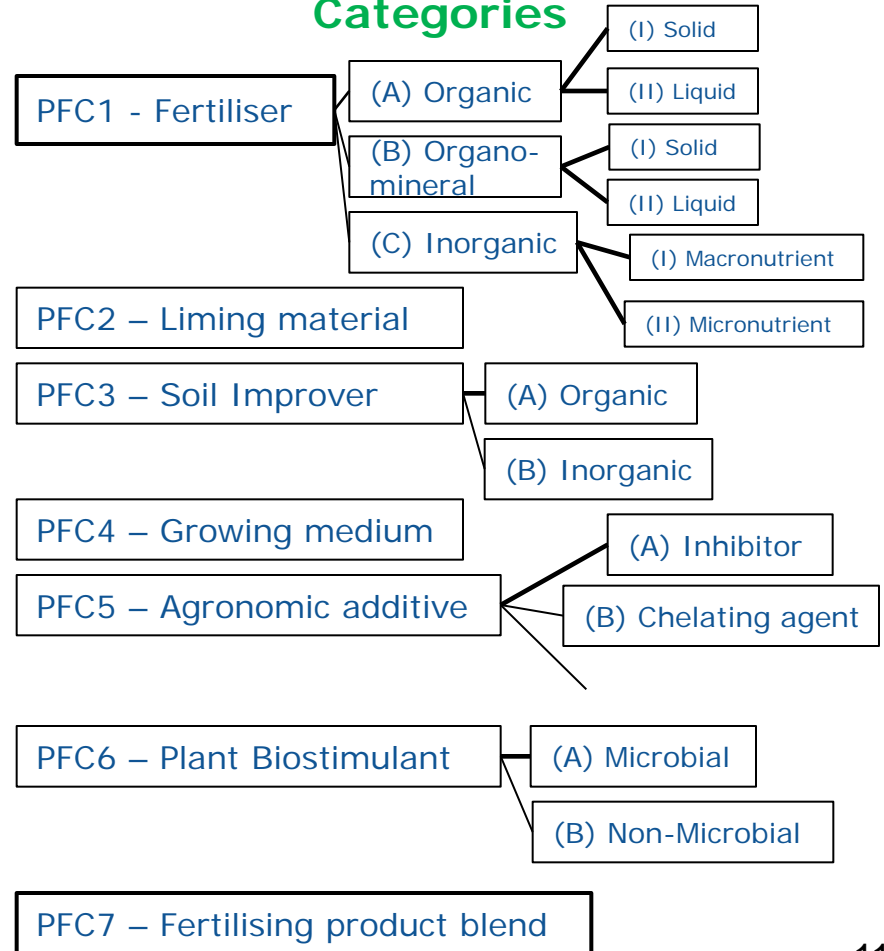 Categories
PFC1 - Fertiliser
(A) Organic
(I) Solid
(II) Liquid
(B) Organo-
mineral
(I) Solid
(II) Liquid
(C) Inorganic
(I) Macronutrient
(II) Micronutrient
PFC2 – Liming material
PFC3 – Soil Improver
(A) Organic
(B) Inorganic
PFC4 – Growing medium
PFC5 – Agronomic additive
(A) Inhibitor
(B) Chelating agent
PFC6 – Plant Biostimulant
(A) Microbial
(B) Non-Microbial
PFC7 – Fertilising product blend
11